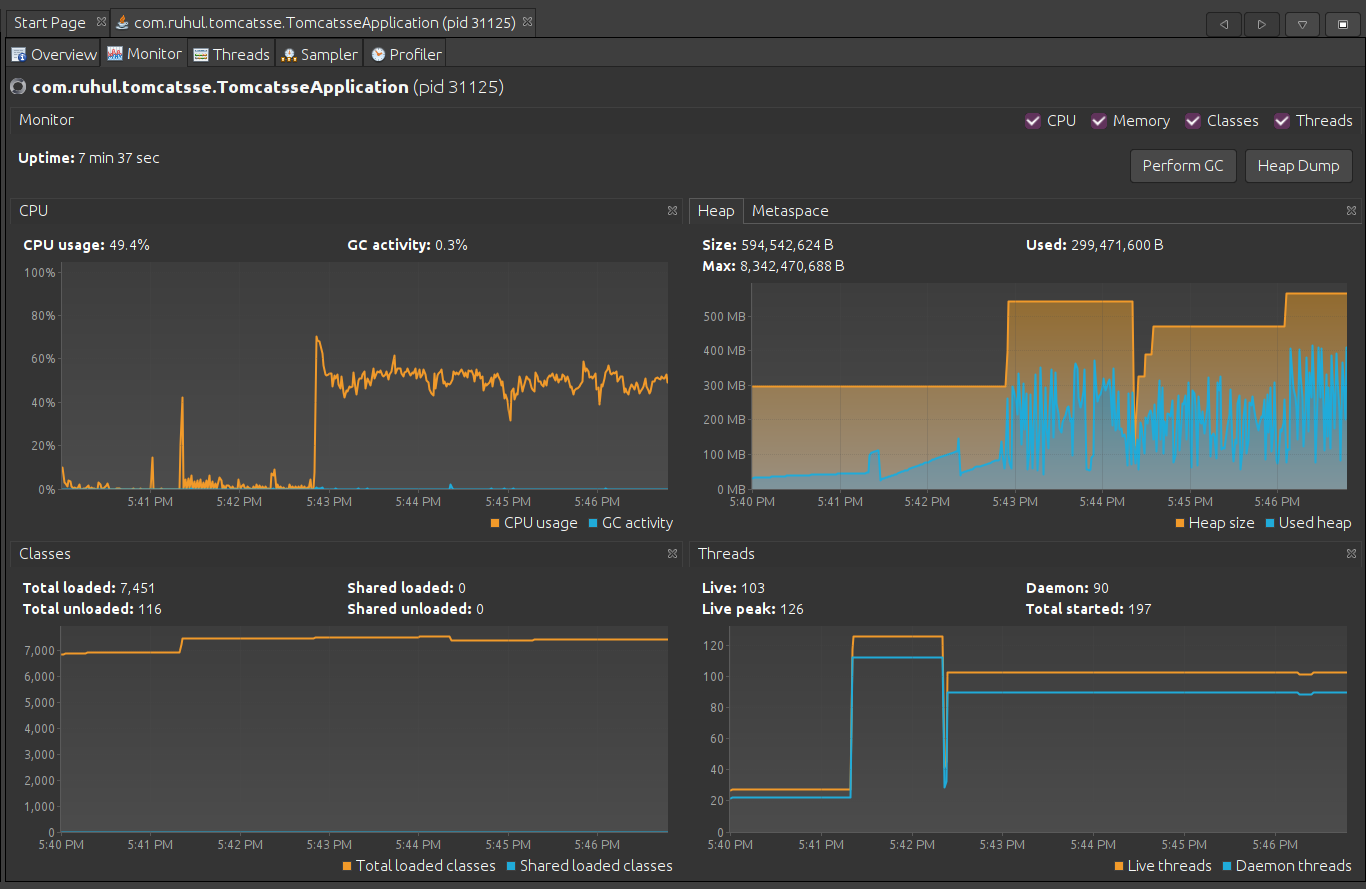 Start Page com.ruhul.tomcatsse.TomcatsseApplication (pid 31125)
Overview Monitor Threads Sampler Profiler
com.ruhul.tomcatsse.TomcatsseApplication (pid 31125)
Monitor CPU Memory Classes Threads
Uptime: 7 min 37 sec
Perform GC Heap Dump
CPU
CPU usage: 49.4% GC activity: 0.3%
100%
80%
60%
40%
20%
0%
5:41 PM 5:42 PM 5:43 PM 5:44 PM 5:45 PM 5:46 PM
CPU usage GC activity
Heap Metaspace
Size: 594,542,624 B Used: 299,471,600 B
Max: 8,342,470,688 B
500 MB
400 MB
300 MB
200 MB
100 MB
0 MB
5:40 PM 5:41 PM 5:42 PM 5:43 PM 5:44 PM 5:45 PM 5:46 PM
Heap size Used heap
Classes
Total loaded: 7,451 Shared loaded: 0
Total unloaded: 116 Shared unloaded: 0
7,000
6,000
5,000
4,000
3,000
2,000
1,000
0
5:40 PM 5:41 PM 5:42 PM 5:43 PM 5:44 PM 5:45 PM 5:46 PM
Total loaded classes Shared loaded classes
Threads
Live: 103 Daemon: 90
Live peak: 126 Total started: 197
120
100
80
60
40
20
0
5:40 PM 5:41 PM 5:42 PM 5:43 PM 5:44 PM 5:45 PM 5:46 PM
Live threads Daemon threads